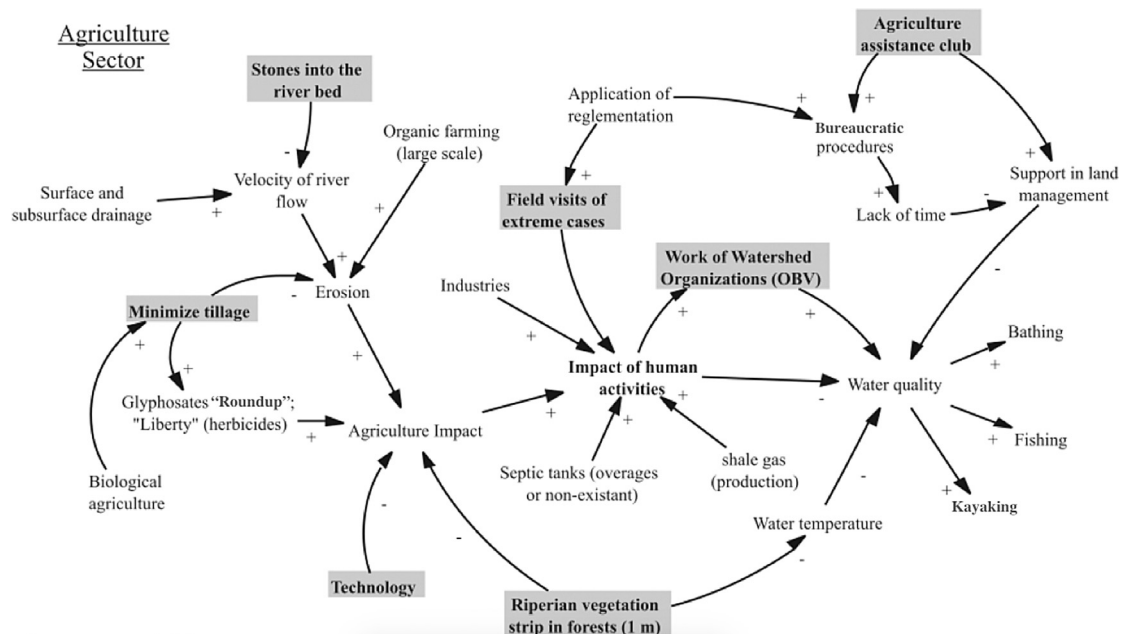 Agriculture
Sector
Agriculture
assistance club
Stones into the
river bed
Application of
reglementation
+
+
Bureaucratic
procedures
Organic farming
(large scale)
-
+
+
Support in land
management
Velocity of river
flow
Surface and
subsurface drainage
+
+
+
Field visits of
extreme cases
+
-
Lack of time
+
Erosion
-
Work of Watershed
Organizations (OBV)
-
Industries
Minimize tillage
+
+
+
+
+
Bathing
+
Impact of human
activities
Water quality
+
-
+
Glyphosates “Roundup”;
"Liberty" (herbicides)
+
+
+
Agriculture Impact
+
Fishing
Biological
agriculture
Septic tanks (overages
or non-existant)
shale gas
(production)
-
-
+
Kayaking
Water temperature
-
-
Technology
Riperian vegetation
strip in forests (1 m)